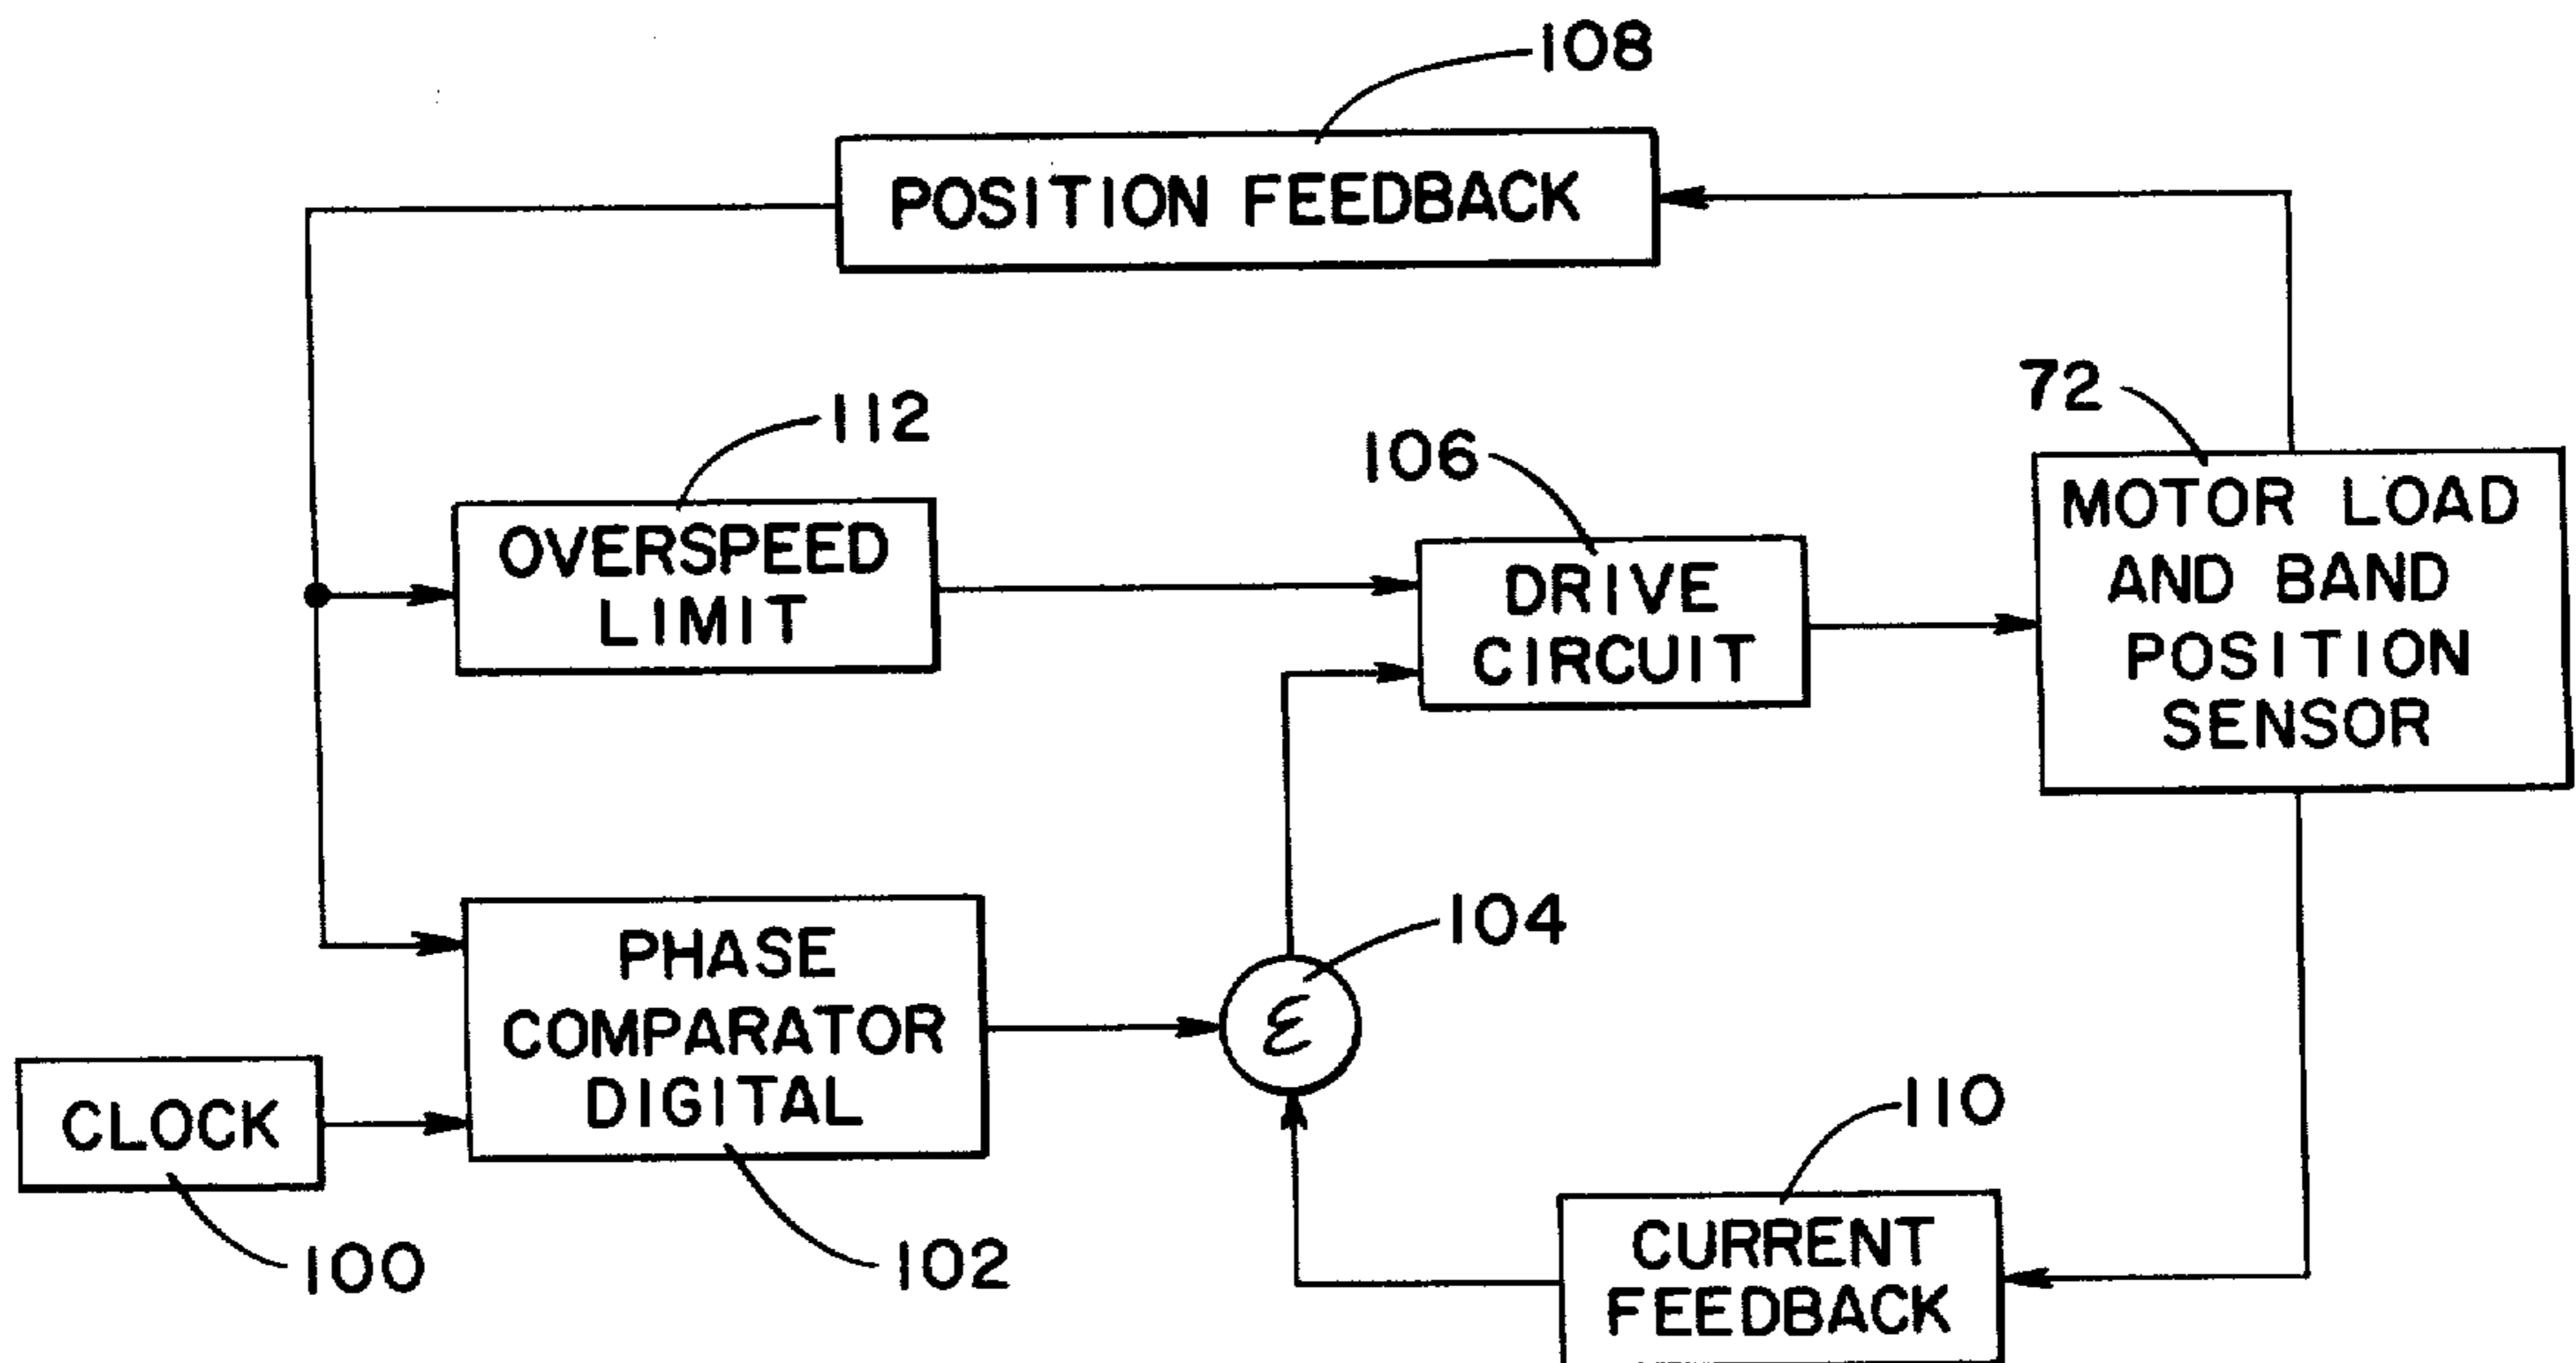 108
POSITION FEEDBACK
72
112
106
OVERSPEED
LIMIT
DRIVE
CIRCUIT
MOTOR LOAD
AND BAND
POSITION
SENSOR
104
PHASE
COMPARATOR
DIGITAL
ε
CLOCK
110
100
102
CURRENT
FEEDBACK